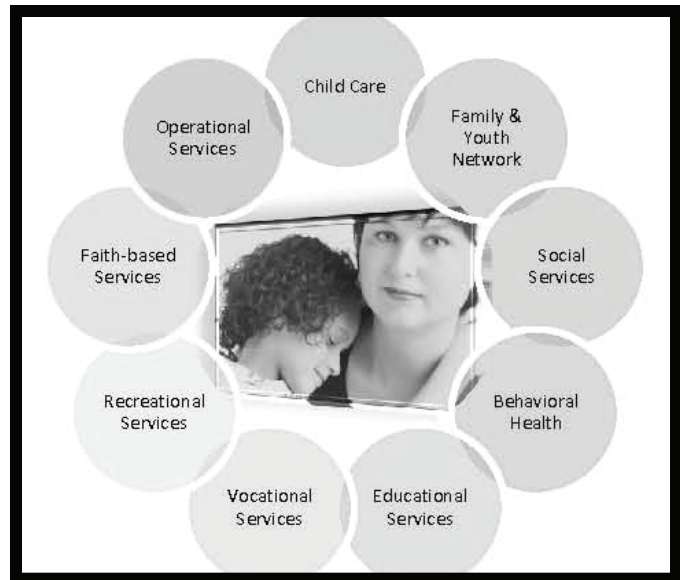 Child Care
Family &
Youth
Network
Social
Services
Behavioral
Health
Educational
Services
Vocational
Services
Recreational
Services
Faith-based
Services
Operational
Services